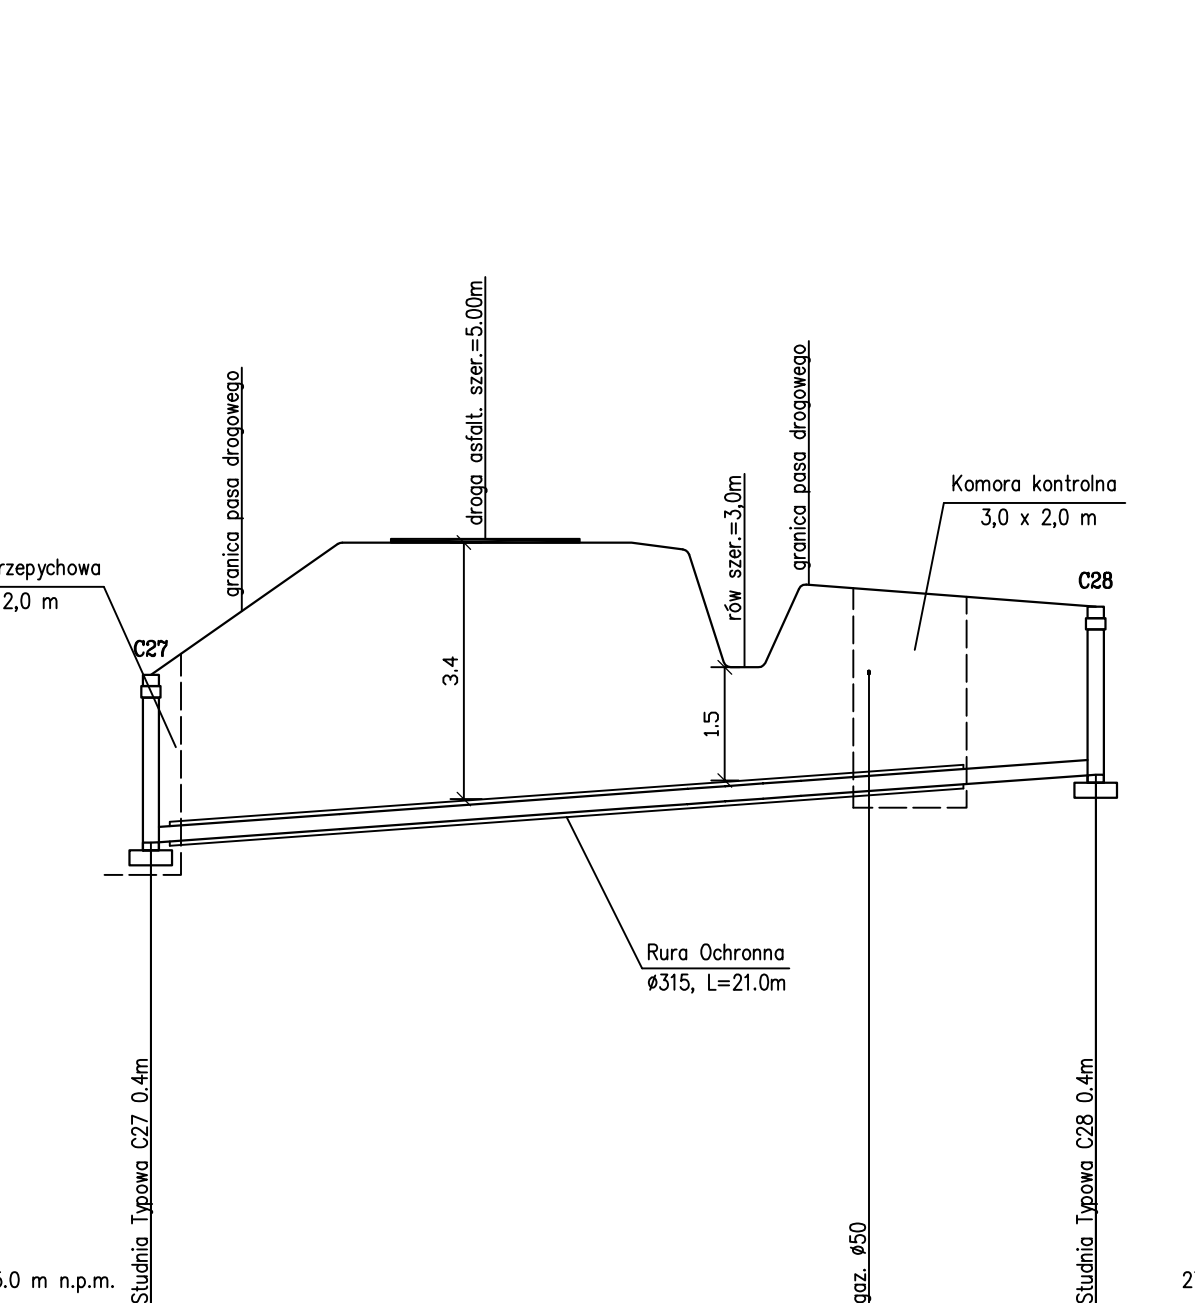 droga asfalt. szer.=5.00m
granica pasa drogowego
granica pasa drogowego
rów szer.=3,0m
Komora kontrolna
3,0 x 2,0 m
2,0 m
C27
C28
3.4
1.5
Rura Ochronna
ø315, L=21.0m
Studnia Typowa C27 0.4m
gaz. ø50
Studnia Typowa C28 0.4m
.0 m n.p.m.